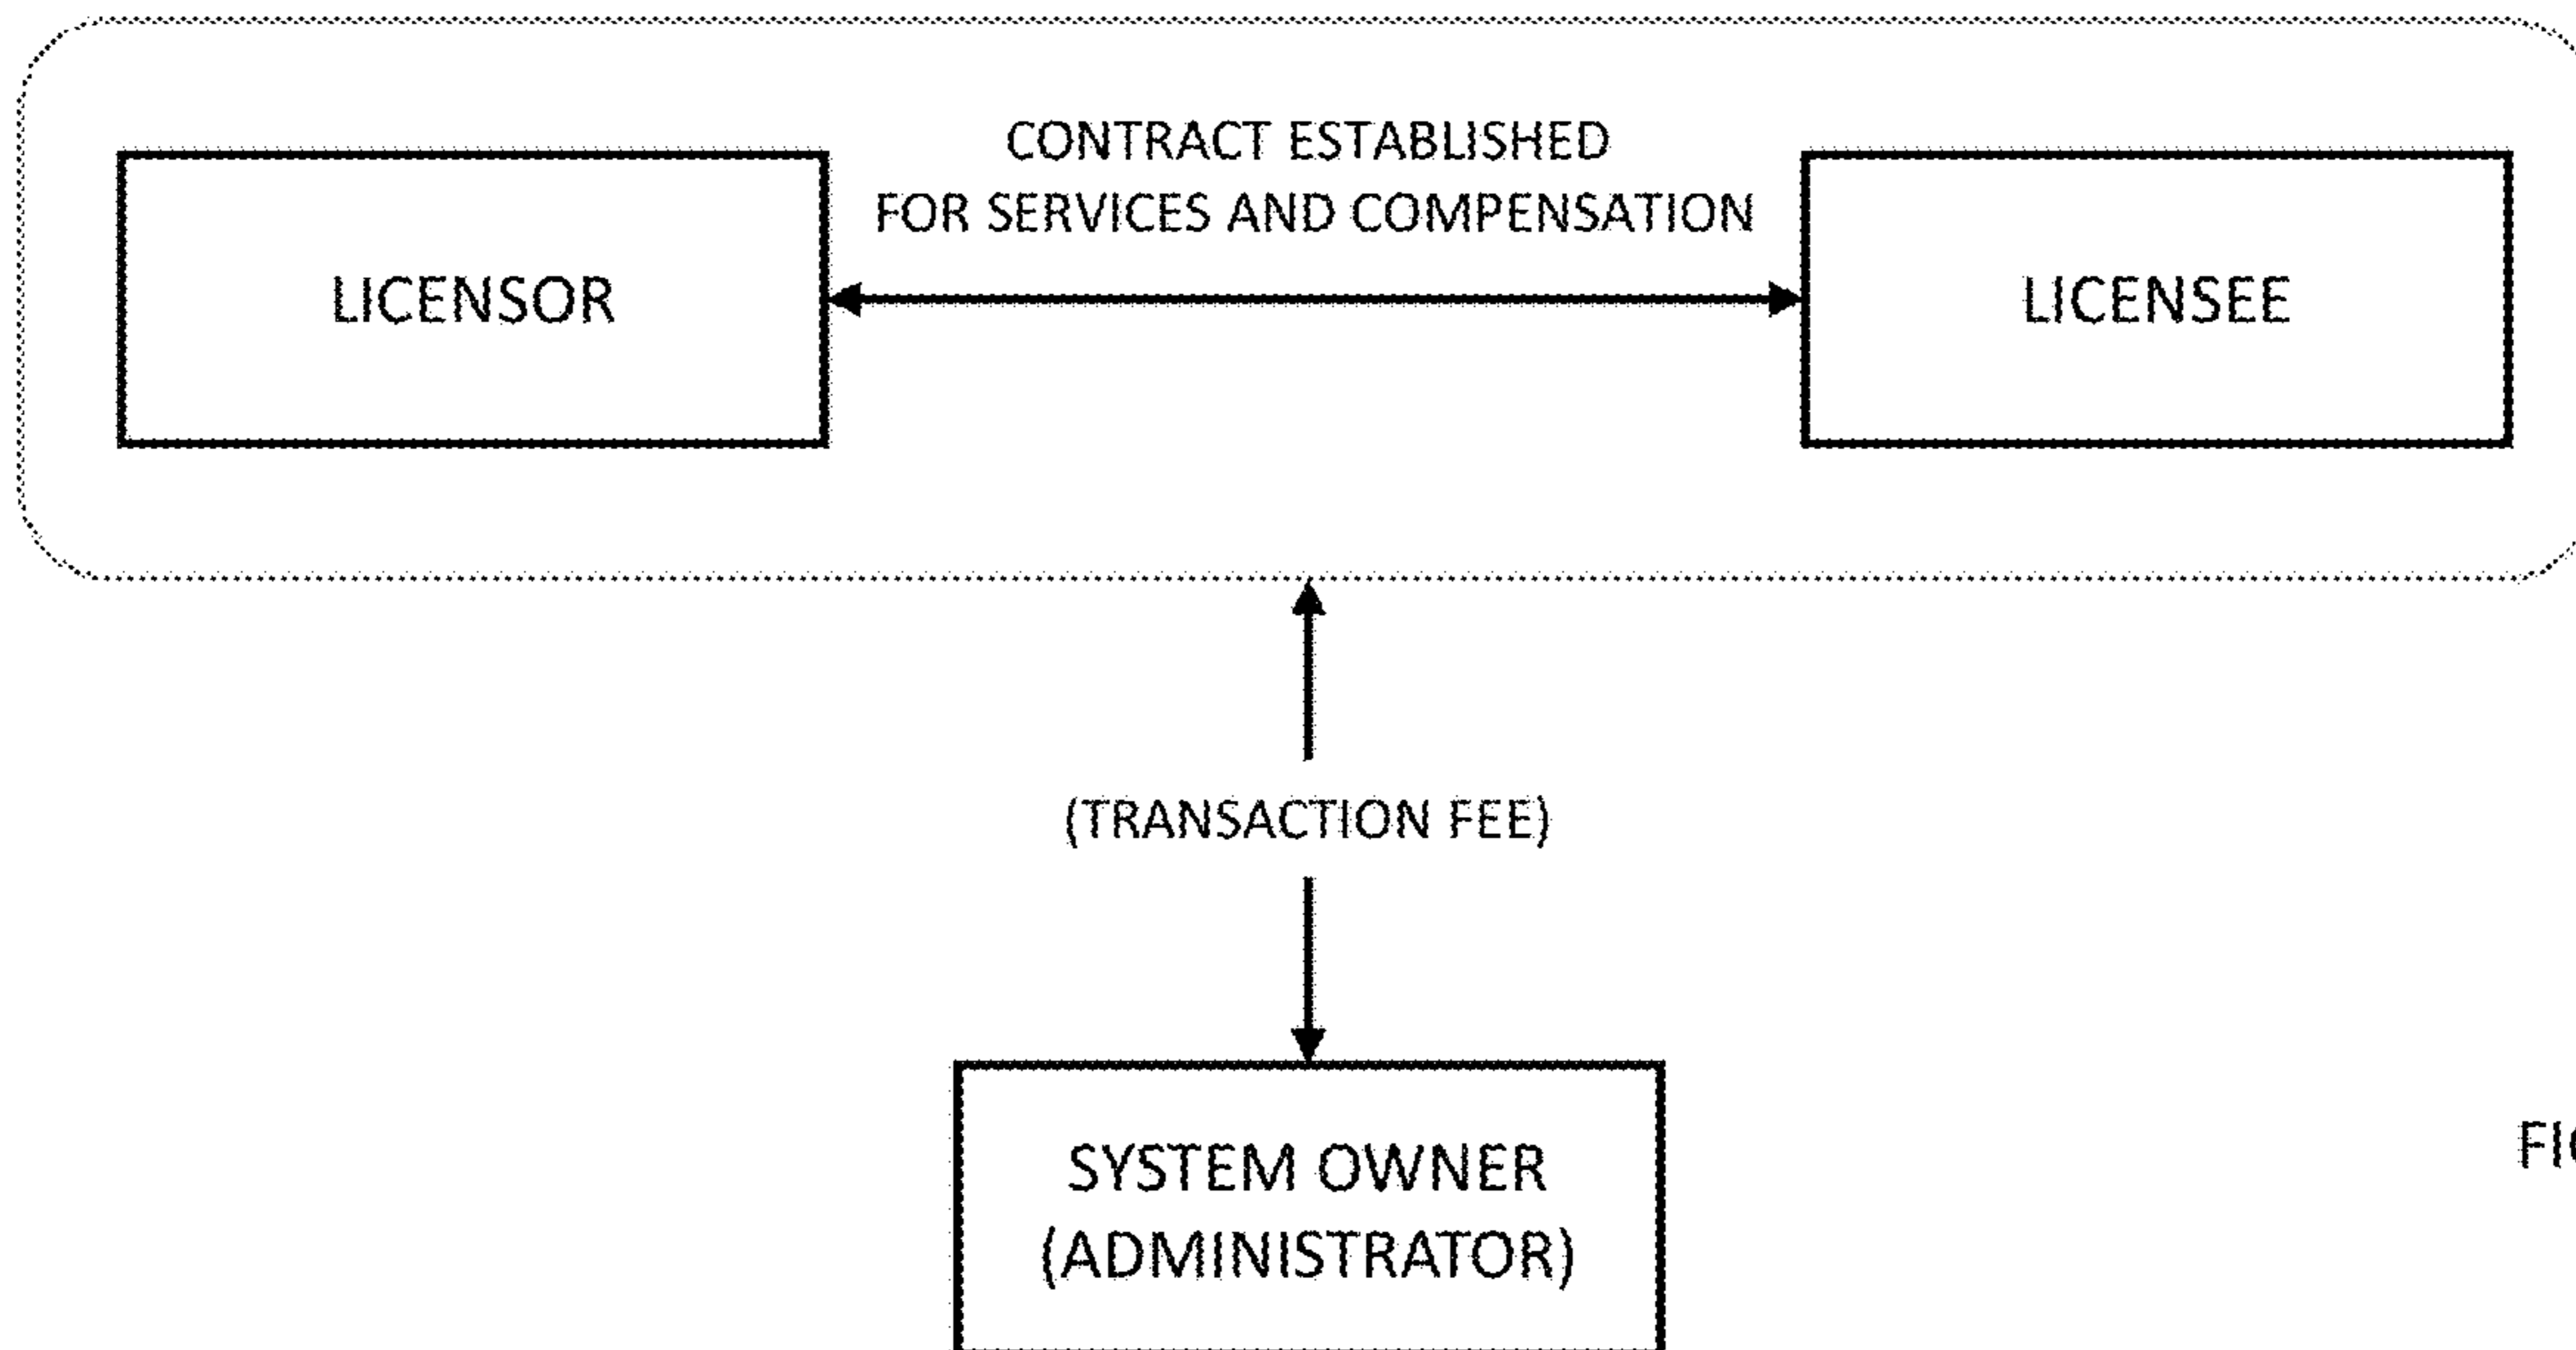 CONTRACT ESTABLISHED
FOR SERVICES AND COMPENSATION
LICENSOR
LICENSEE
(TRANSACTION FEE)
SYSTEM OWNER
(ADMINISTRATOR)